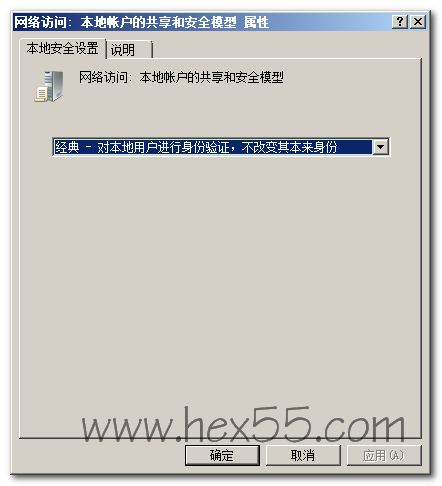 网络访问: 本地帐户的共享和安全模型 属性
本地安全设置 说明
网络访问: 本地帐户的共享和安全模型
经典 - 对本地用户进行身份验证，不改变其本来身份
www.hex55.com
确定 取消 应用(A)